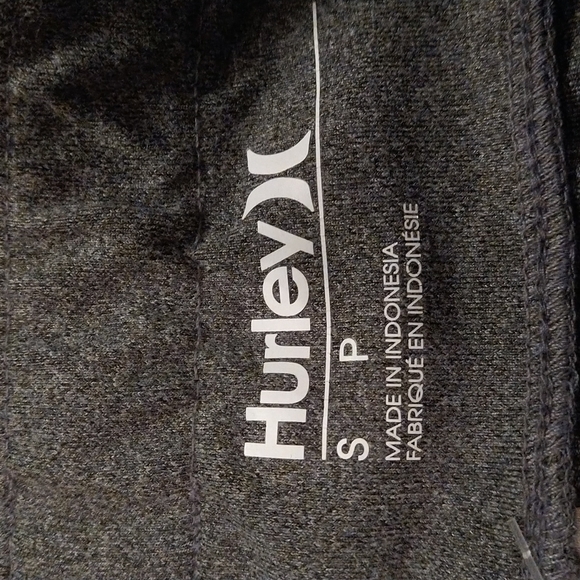 Hurley
S P
MADE IN INDONESIA
FABRIQUÉ EN INDONÉSIE